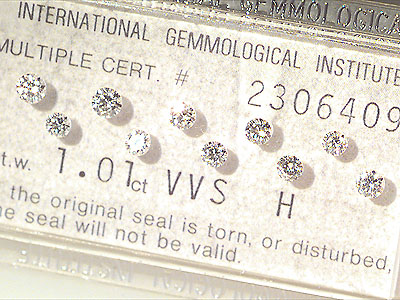 INTERNATIONAL GEMMOLOGICAL INSTITUTE
MULTIPLE CERT. #
2306409
t.w. 1.01ct VVS H
the original seal is torn, or disturbed,
he seal will not be valid.